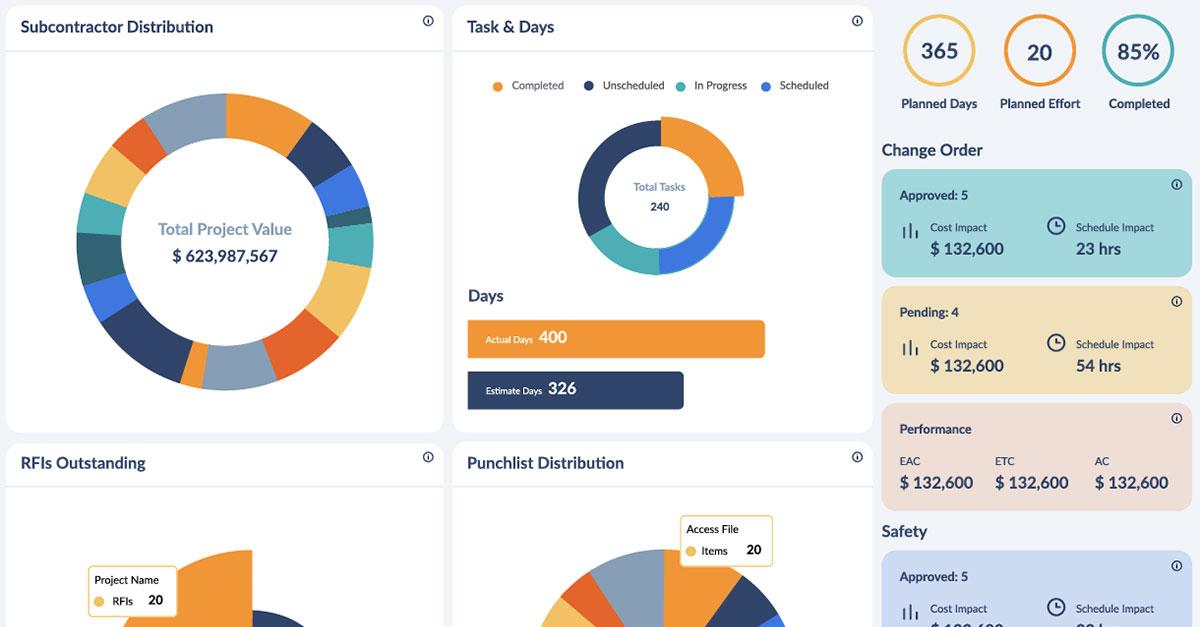 Subcontractor Distribution
Total Project Value
$ 623,987,567
Task & Days
Completed
Unscheduled
In Progress
Scheduled
Total Tasks
240
Days
Actual Days 400
Estimate Days 326
365
Planned Days
20
Planned Effort
85%
Completed
Change Order
Approved: 5
Cost Impact
$ 132,600
Schedule Impact
23 hrs
Pending: 4
Cost Impact
$ 132,600
Schedule Impact
54 hrs
Performance
EAC
$ 132,600
ETC
$ 132,600
AC
$ 132,600
RFIs Outstanding
Project Name
RFIs 20
Punchlist Distribution
Access File
Items 20
Safety
Approved: 5
Cost Impact
Schedule Impact